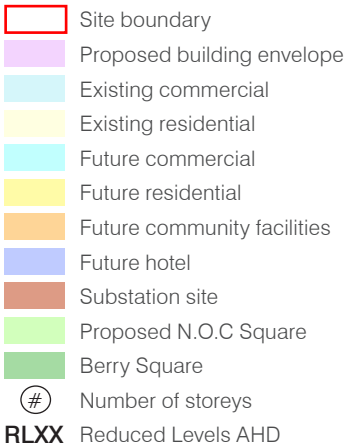 Site boundary
Proposed building envelope
Existing commercial
Existing residential
Future commercial
Future residential
Future community facilities
Future hotel
Substation site
Proposed N.O.C Square
Berry Square
# Number of storeys
RLXX Reduced Levels AHD